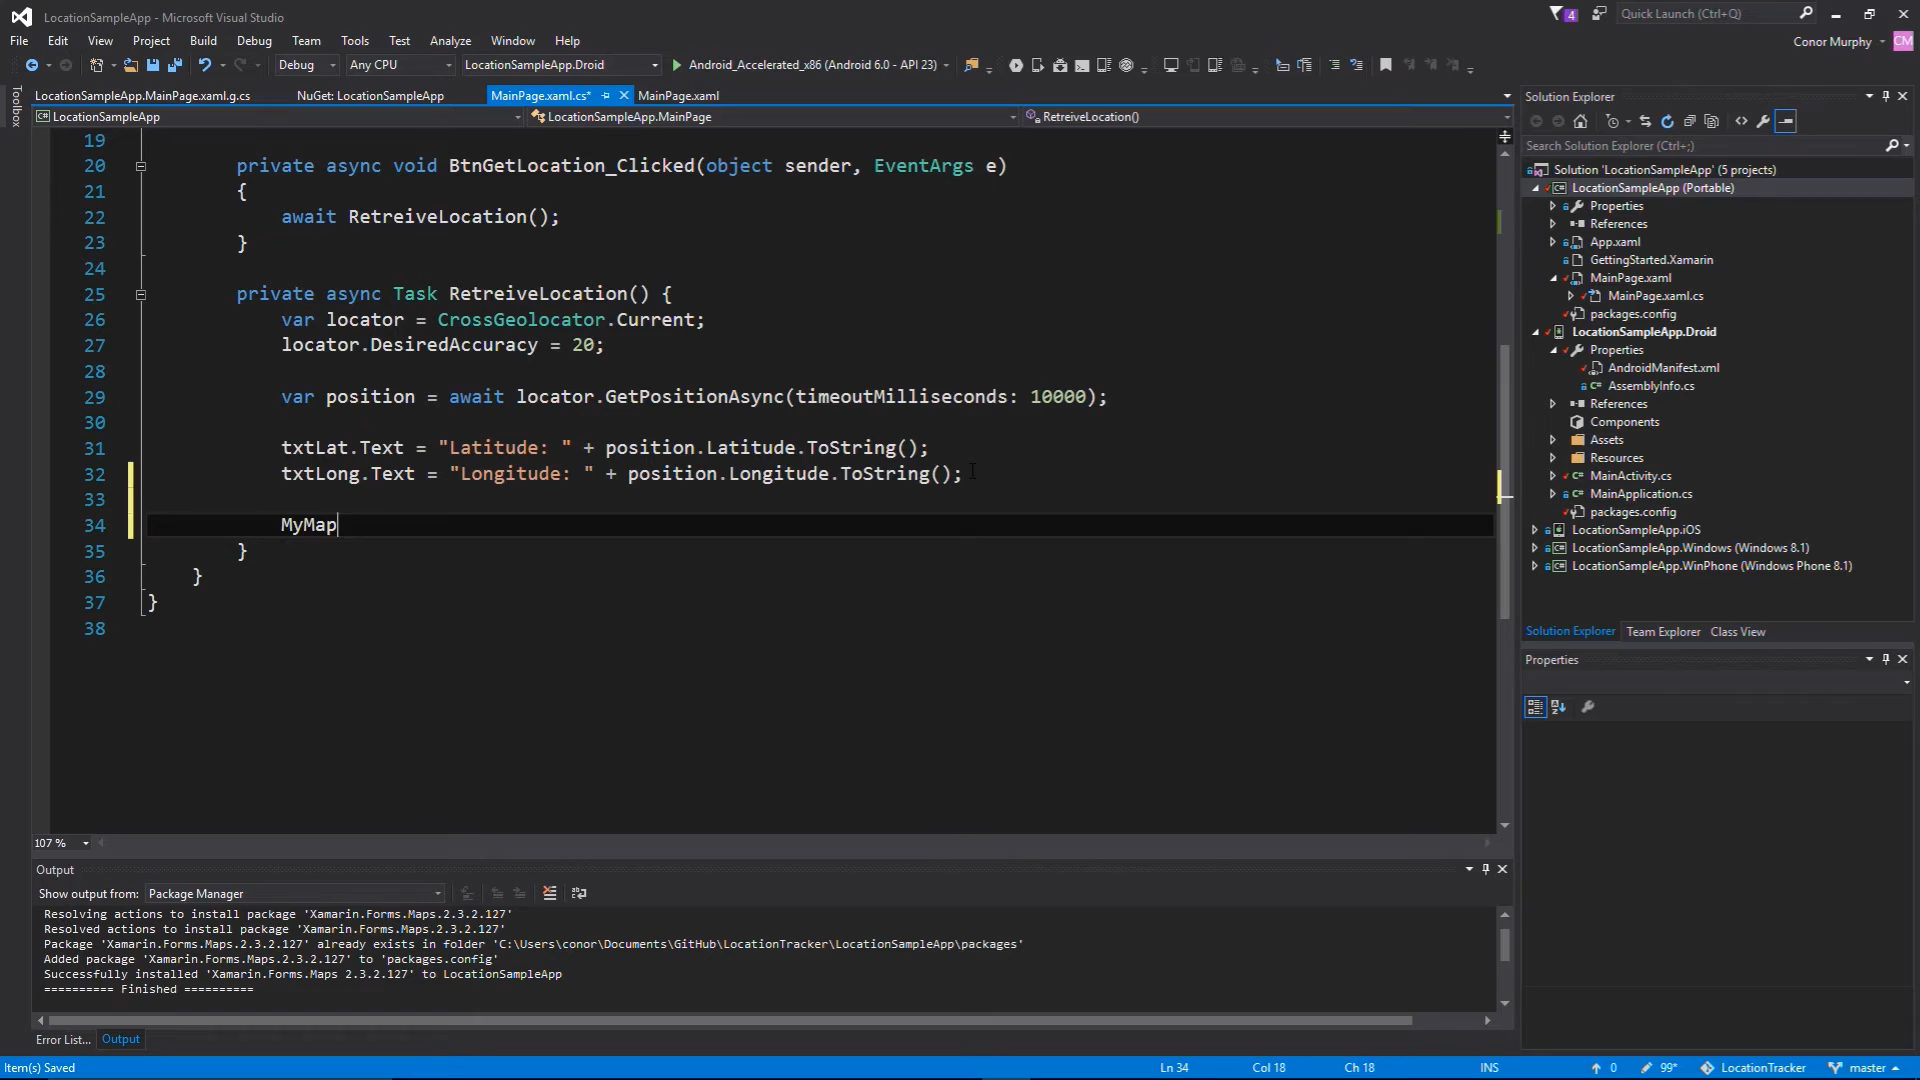 LocationSampleApp - Microsoft Visual Studio
4
Quick Launch (Ctrl+Q)
File Edit View Project Build Debug Team Tools Test Analyze Window Help
Conor Murphy CM
Debug Any CPU LocationSampleApp.Droid Android_Accelerated_x86 (Android 6.0 - API 23)
Toolbox
LocationSampleApp.MainPage.xaml.g.cs NuGet: LocationSampleApp MainPage.xaml.cs* MainPage.xaml
LocationSampleApp LocationSampleApp.MainPage RetreiveLocation()
19
20 private async void BtnGetLocation_Clicked(object sender, EventArgs e)
21 {
22 await RetreiveLocation();
23 }
24
25 private async Task RetreiveLocation() {
26 var locator = CrossGeolocator.Current;
27 locator.DesiredAccuracy = 20;
28
29 var position = await locator.GetPositionAsync(timeoutMilliseconds: 10000);
30
31 txtLat.Text = "Latitude: " + position.Latitude.ToString();
32 txtLong.Text = "Longitude: " + position.Longitude.ToString();
33
34 MyMap
35 }
36 }
37 }
38
107 %
Solution Explorer
Search Solution Explorer (Ctrl+;)
Solution 'LocationSampleApp' (5 projects)
LocationSampleApp (Portable)
Properties
References
App.xaml
GettingStarted.Xamarin
MainPage.xaml
MainPage.xaml.cs
packages.config
LocationSampleApp.Droid
Properties
AndroidManifest.xml
AssemblyInfo.cs
References
Components
Assets
Resources
MainActivity.cs
MainApplication.cs
packages.config
LocationSampleApp.iOS
LocationSampleApp.Windows (Windows 8.1)
LocationSampleApp.WinPhone (Windows Phone 8.1)
Solution Explorer Team Explorer Class View
Properties
Output
Show output from: Package Manager
Resolving actions to install package 'Xamarin.Forms.Maps.2.3.2.127'
Resolved actions to install package 'Xamarin.Forms.Maps.2.3.2.127'
Package 'Xamarin.Forms.Maps.2.3.2.127' already exists in folder 'C:\Users\conor\Documents\GitHub\LocationTracker\LocationSampleApp\packages'
Added package 'Xamarin.Forms.Maps.2.3.2.127' to 'packages.config'
Successfully installed 'Xamarin.Forms.Maps 2.3.2.127' to LocationSampleApp
========== Finished ==========
Error List... Output
Item(s) Saved Ln 34 Col 18 Ch 18 INS 0 99* LocationTracker master